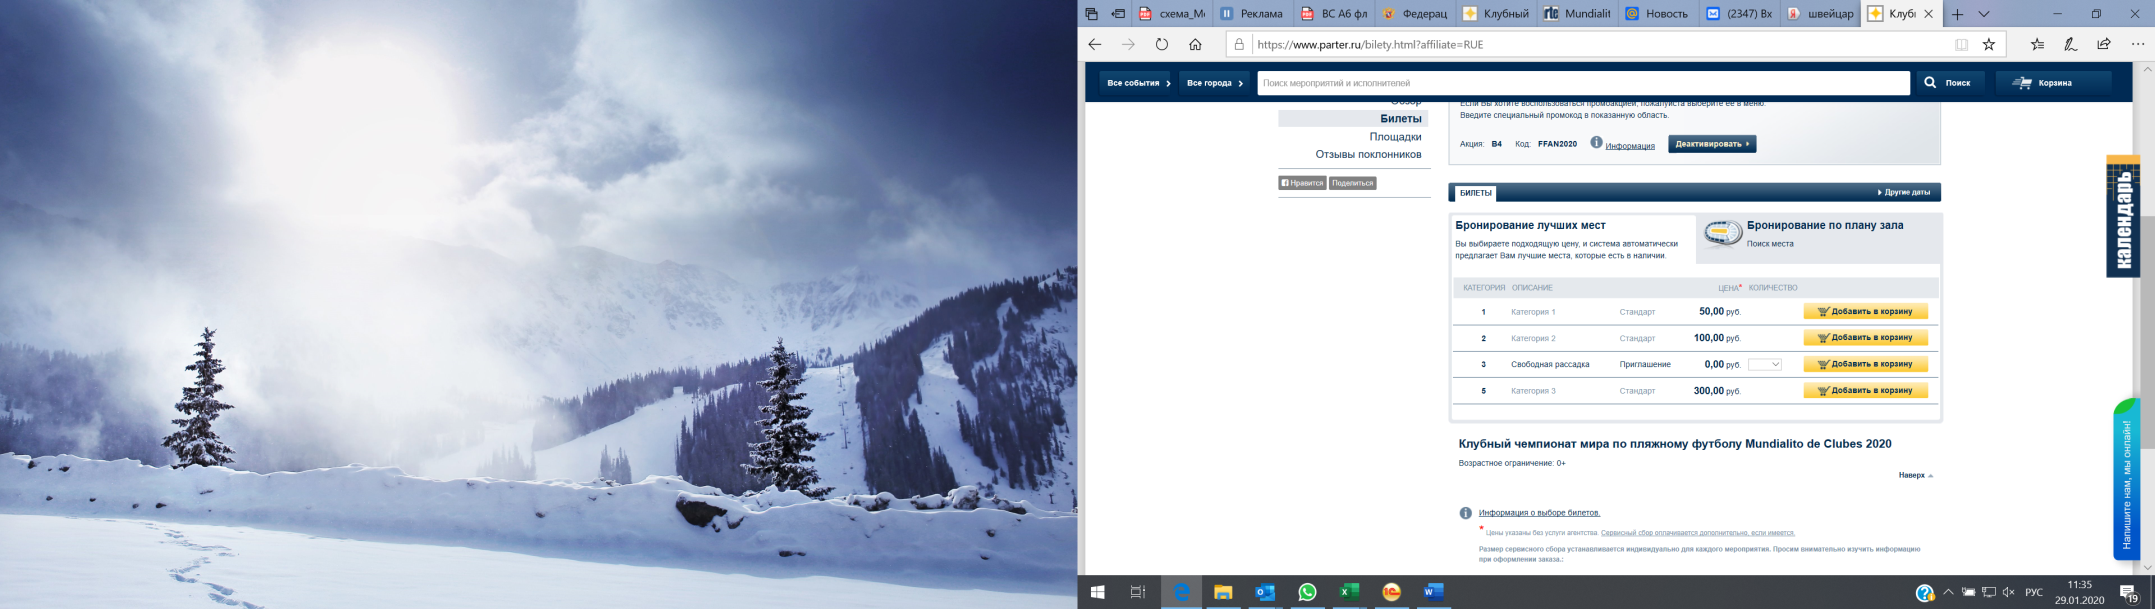 схема_М
Реклама
ВС Аб фл
Федерац
Клубный
rtc Mundialit
Новость
(2347) Вх
швейцар
Клуб
https://www.parter.ru/bilety.html?affiliate=RUE
Все события
Все города
Поиск мероприятий и исполнителей
Поиск
Корзина
Обзор
Билеты
Площадки
Отзывы поклонников
Нравится Поделиться
Если Вы хотите воспользоваться промоакцией, пожалуйста выберите ее в меню.
Введите специальный промокод в показанную область.
Акция: B4 Код: FFAN2020 Информация Деактивировать
БИЛЕТЫ
Другие даты
Бронирование лучших мест
Вы выбираете подходящую цену, и система автоматически
предлагает Вам лучшие места, которые есть в наличии.
Бронирование по плану зала
Поиск места
КАТЕГОРИЯ ОПИСАНИЕ ЦЕНА* КОЛИЧЕСТВО
1 Категория 1 Стандарт 50,00 руб. Добавить в корзину
2 Категория 2 Стандарт 100,00 руб. Добавить в корзину
3 Свободная рассадка Приглашение 0,00 руб. Добавить в корзину
5 Категория 3 Стандарт 300,00 руб. Добавить в корзину
Клубный чемпионат мира по пляжному футболу Mundialito de Clubes 2020
Возрастное ограничение: 0+
Наверх
Информация о выборе билетов.
* Цены указаны без услуги агентства. Сервисный сбор оплачивается дополнительно, если имеется.
Размер сервисного сбора устанавливается индивидуально для каждого мероприятия. Просим внимательно изучить информацию
при оформлении заказа.:
календарь
Напишите нам, мы онлайн!
РУС
11:35
29.01.2020
19